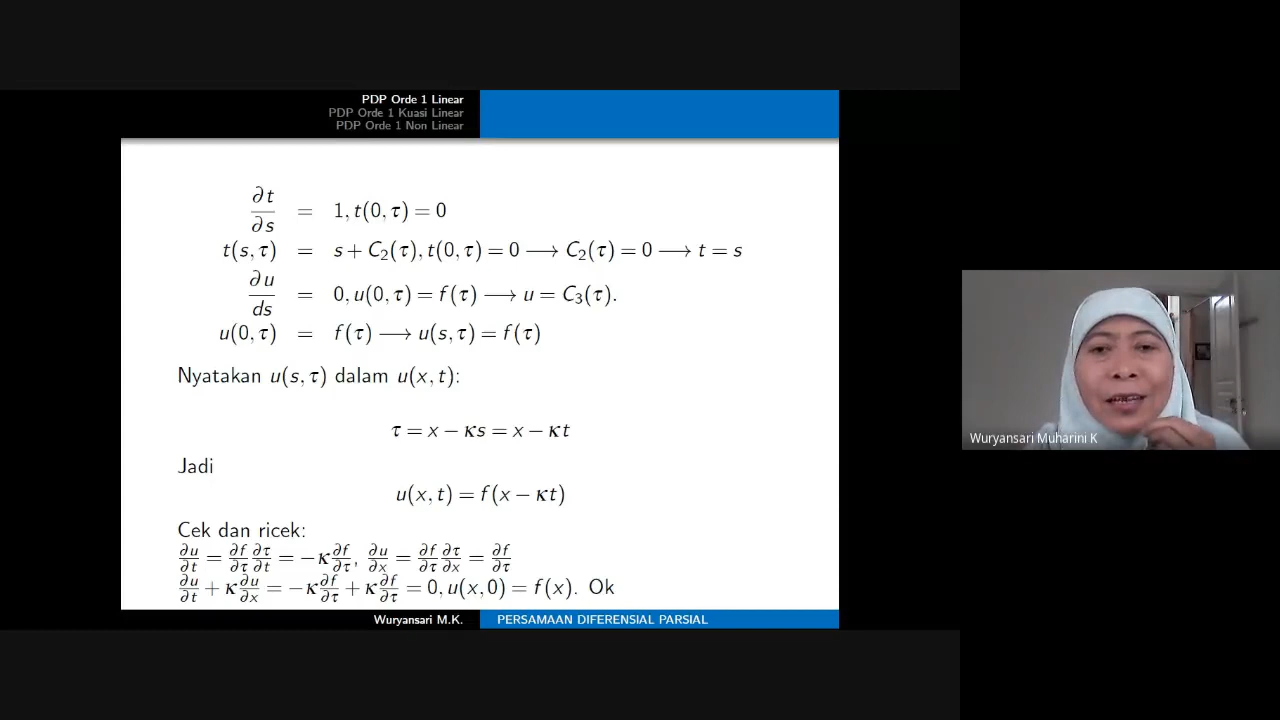 PDP Orde 1 Linear
PDP Orde 1 Kuasi Linear
PDP Orde 1 Non Linear
∂t/∂s = 1, t(0, τ) = 0
t(s, τ) = s + C₂(τ), t(0, τ) = 0 ⟶ C₂(τ) = 0 ⟶ t = s
∂u/ds = 0, u(0, τ) = f(τ) ⟶ u = C₃(τ).
u(0, τ) = f(τ) ⟶ u(s, τ) = f(τ)
Nyatakan u(s, τ) dalam u(x, t):
τ = x − κs = x − κt
Jadi
u(x, t) = f(x − κt)
Cek dan ricek:
∂u/∂t = ∂f/∂τ ∂τ/∂t = −κ ∂f/∂τ, ∂u/∂x = ∂f/∂τ ∂τ/∂x = ∂f/∂τ
∂u/∂t + κ ∂u/∂x = −κ ∂f/∂τ + κ ∂f/∂τ = 0, u(x, 0) = f(x). Ok
Wuryansari M.K. PERSAMAAN DIFERENSIAL PARSIAL
Wuryansari Muharini K